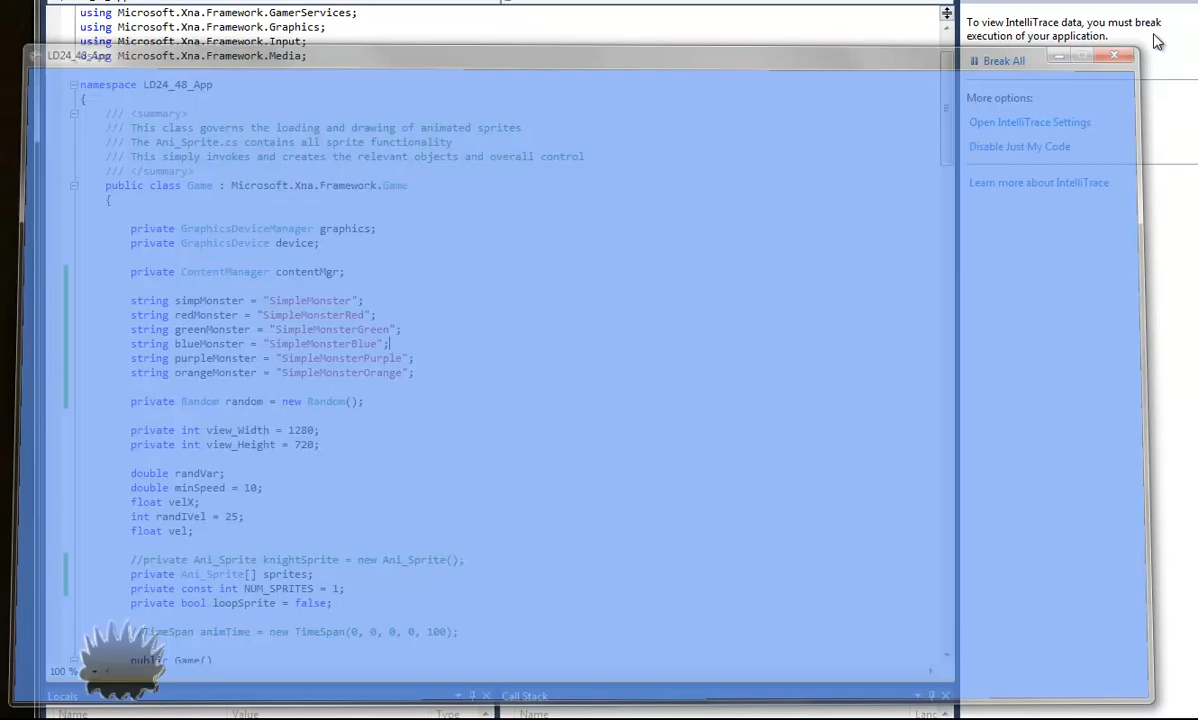 using Microsoft.Xna.Framework.GamerServices;
using Microsoft.Xna.Framework.Graphics;
using Microsoft.Xna.Framework.Input;
using Microsoft.Xna.Framework.Media;
LD24_48_App
namespace LD24_48_App
{
/// <summary>
/// This class governs the loading and drawing of animated sprites
/// The Ani_Sprite.cs contains all sprite functionality
/// This simply invokes and creates the relevant objects and overall control
/// </summary>
public class Game : Microsoft.Xna.Framework.Game
{
private GraphicsDeviceManager graphics;
private GraphicsDevice device;
private ContentManager contentMgr;
string simpMonster = "SimpleMonster";
string redMonster = "SimpleMonsterRed";
string greenMonster = "SimpleMonsterGreen";
string blueMonster = "SimpleMonsterBlue";
string purpleMonster = "SimpleMonsterPurple";
string orangeMonster = "SimpleMonsterOrange";
private Random random = new Random();
private int view_Width = 1280;
private int view_Height = 720;
double randVar;
double minSpeed = 10;
float velX;
int randIVel = 25;
float vel;
//private Ani_Sprite knightSprite = new Ani_Sprite();
private Ani_Sprite[] sprites;
private const int NUM_SPRITES = 1;
private bool loopSprite = false;
TimeSpan animTime = new TimeSpan(0, 0, 0, 0, 100);
public Game()
100 %
Locals
Name Value Type
Call Stack
Name Lang
To view IntelliTrace data, you must break
execution of your application.
Break All
More options:
Open IntelliTrace Settings
Disable Just My Code
Learn more about IntelliTrace